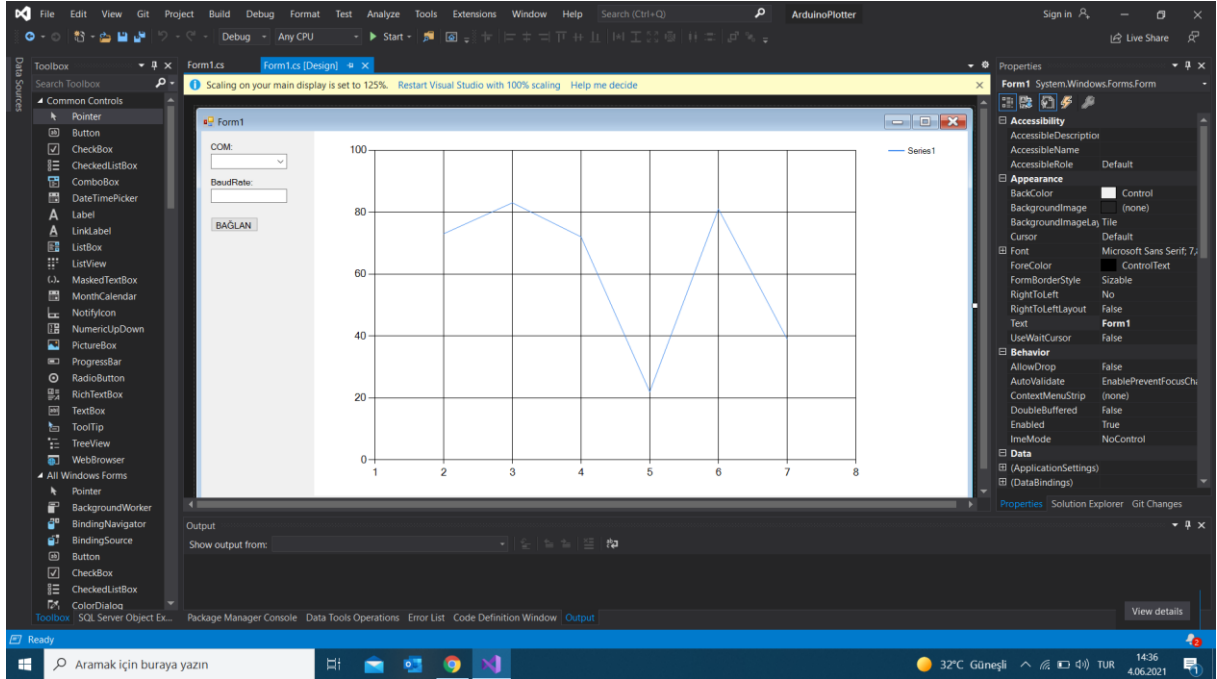 File Edit View Git Project Build Debug Format Test Analyze Tools Extensions Window Help Search (Ctrl+Q) ArduinoPlotter Sign in
Debug Any CPU Start Live Share
Data Sources
Toolbox
Search Toolbox
Common Controls
Pointer
Button
CheckBox
CheckedListBox
ComboBox
DateTimePicker
Label
LinkLabel
ListBox
ListView
MaskedTextBox
MonthCalendar
NotifyIcon
NumericUpDown
PictureBox
ProgressBar
RadioButton
RichTextBox
TextBox
ToolTip
TreeView
WebBrowser
All Windows Forms
Pointer
BackgroundWorker
BindingNavigator
BindingSource
Button
CheckBox
CheckedListBox
ColorDialog
Toolbox SQL Server Object Ex...
Form1.cs Form1.cs [Design]
Scaling on your main display is set to 125%. Restart Visual Studio with 100% scaling Help me decide
Form1
COM:
BaudRate:
BAĞLAN
100
80
60
40
20
0
1 2 3 4 5 6 7 8
Series1
Output
Show output from:
Package Manager Console Data Tools Operations Error List Code Definition Window Output
Properties
Form1 System.Windows.Forms.Form
Accessibility
AccessibleDescription
AccessibleName
AccessibleRole Default
Appearance
BackColor Control
BackgroundImage (none)
BackgroundImageLay Tile
Cursor Default
Font Microsoft Sans Serif; 7,8
ForeColor ControlText
FormBorderStyle Sizable
RightToLeft No
RightToLeftLayout False
Text Form1
UseWaitCursor False
Behavior
AllowDrop False
AutoValidate EnablePreventFocusCha
ContextMenuStrip (none)
DoubleBuffered False
Enabled True
ImeMode NoControl
Data
(ApplicationSettings)
(DataBindings)
Properties Solution Explorer Git Changes
View details
Ready 2
Aramak için buraya yazın
32°C Güneşli TUR 14:36
4.06.2021 1